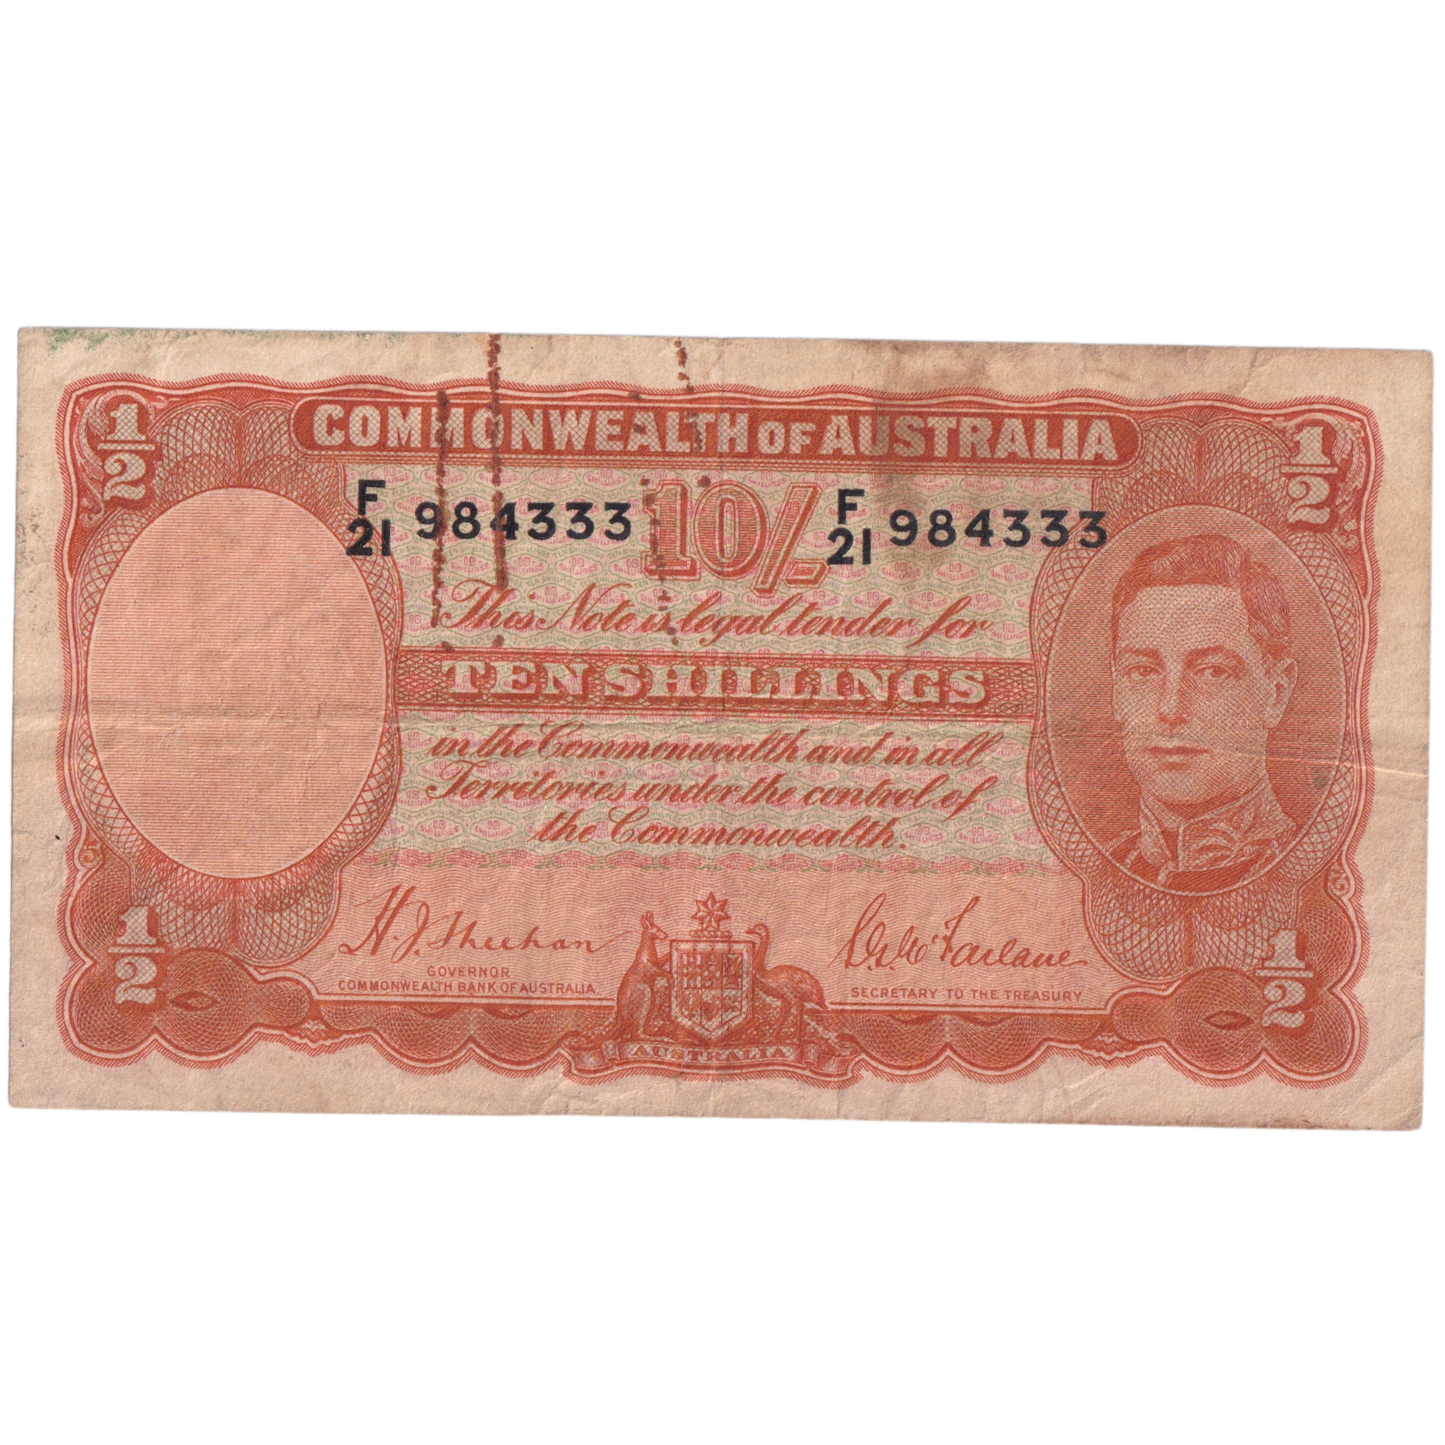 1/2
COMMONWEALTH OF AUSTRALIA
1/2
F/21 984333
10/-
F/21 984333
This Note is legal tender for
TEN SHILLINGS
in the Commonwealth and in all
Territories under the control of
the Commonwealth.
1/2
H. J. Sheehan
GOVERNOR
COMMONWEALTH BANK OF AUSTRALIA.
AUSTRALIA
S. G. McFarlane
SECRETARY TO THE TREASURY
1/2